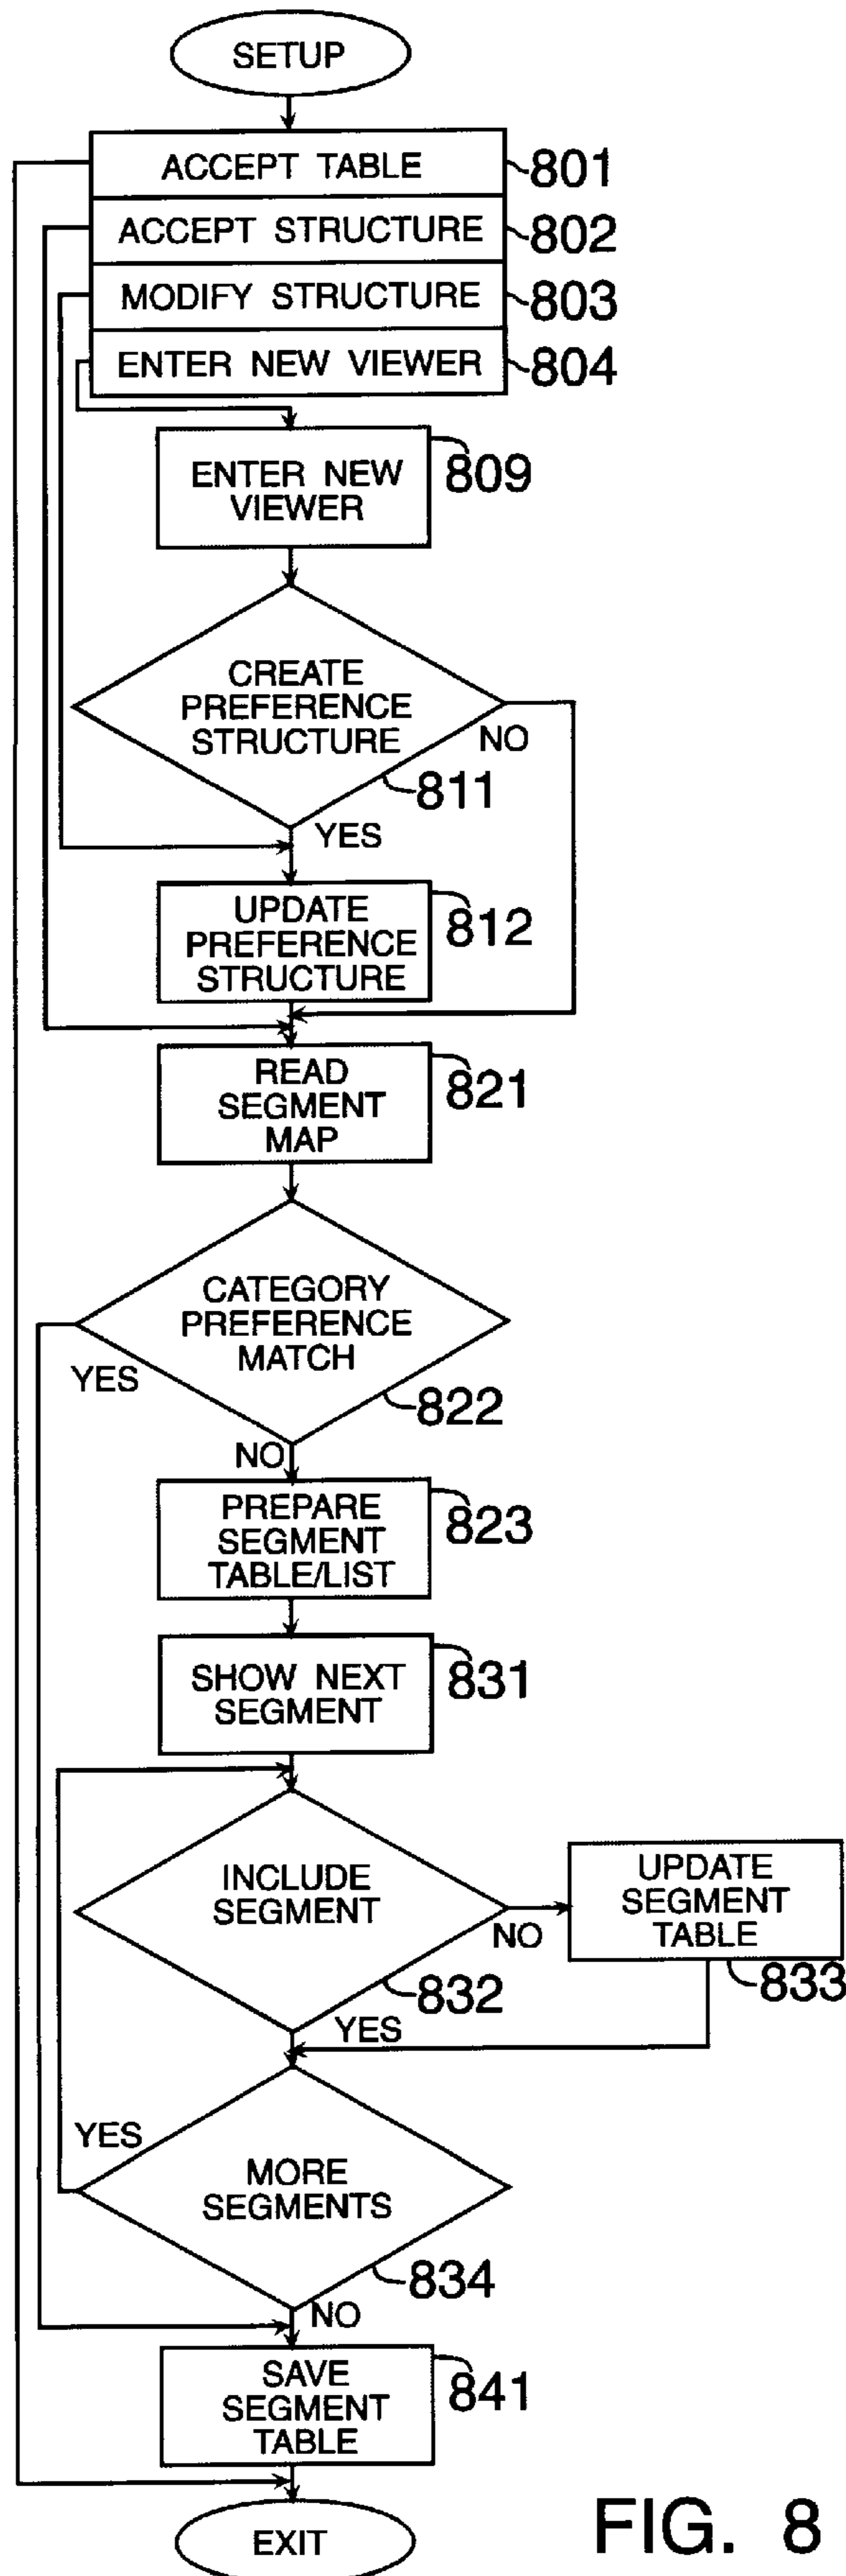 SETUP
ACCEPT TABLE
801
ACCEPT STRUCTURE
802
MODIFY STRUCTURE
803
ENTER NEW VIEWER
804
ENTER NEW
VIEWER
809
CREATE
PREFERENCE
STRUCTURE
NO
811
YES
UPDATE
PREFERENCE
STRUCTURE
812
READ
SEGMENT
MAP
821
CATEGORY
PREFERENCE
MATCH
YES
822
NO
PREPARE
SEGMENT
TABLE/LIST
823
SHOW NEXT
SEGMENT
831
INCLUDE
SEGMENT
NO
832
UPDATE
SEGMENT
TABLE
833
YES
YES
MORE
SEGMENTS
834
NO
SAVE
SEGMENT
TABLE
841
EXIT
FIG. 8